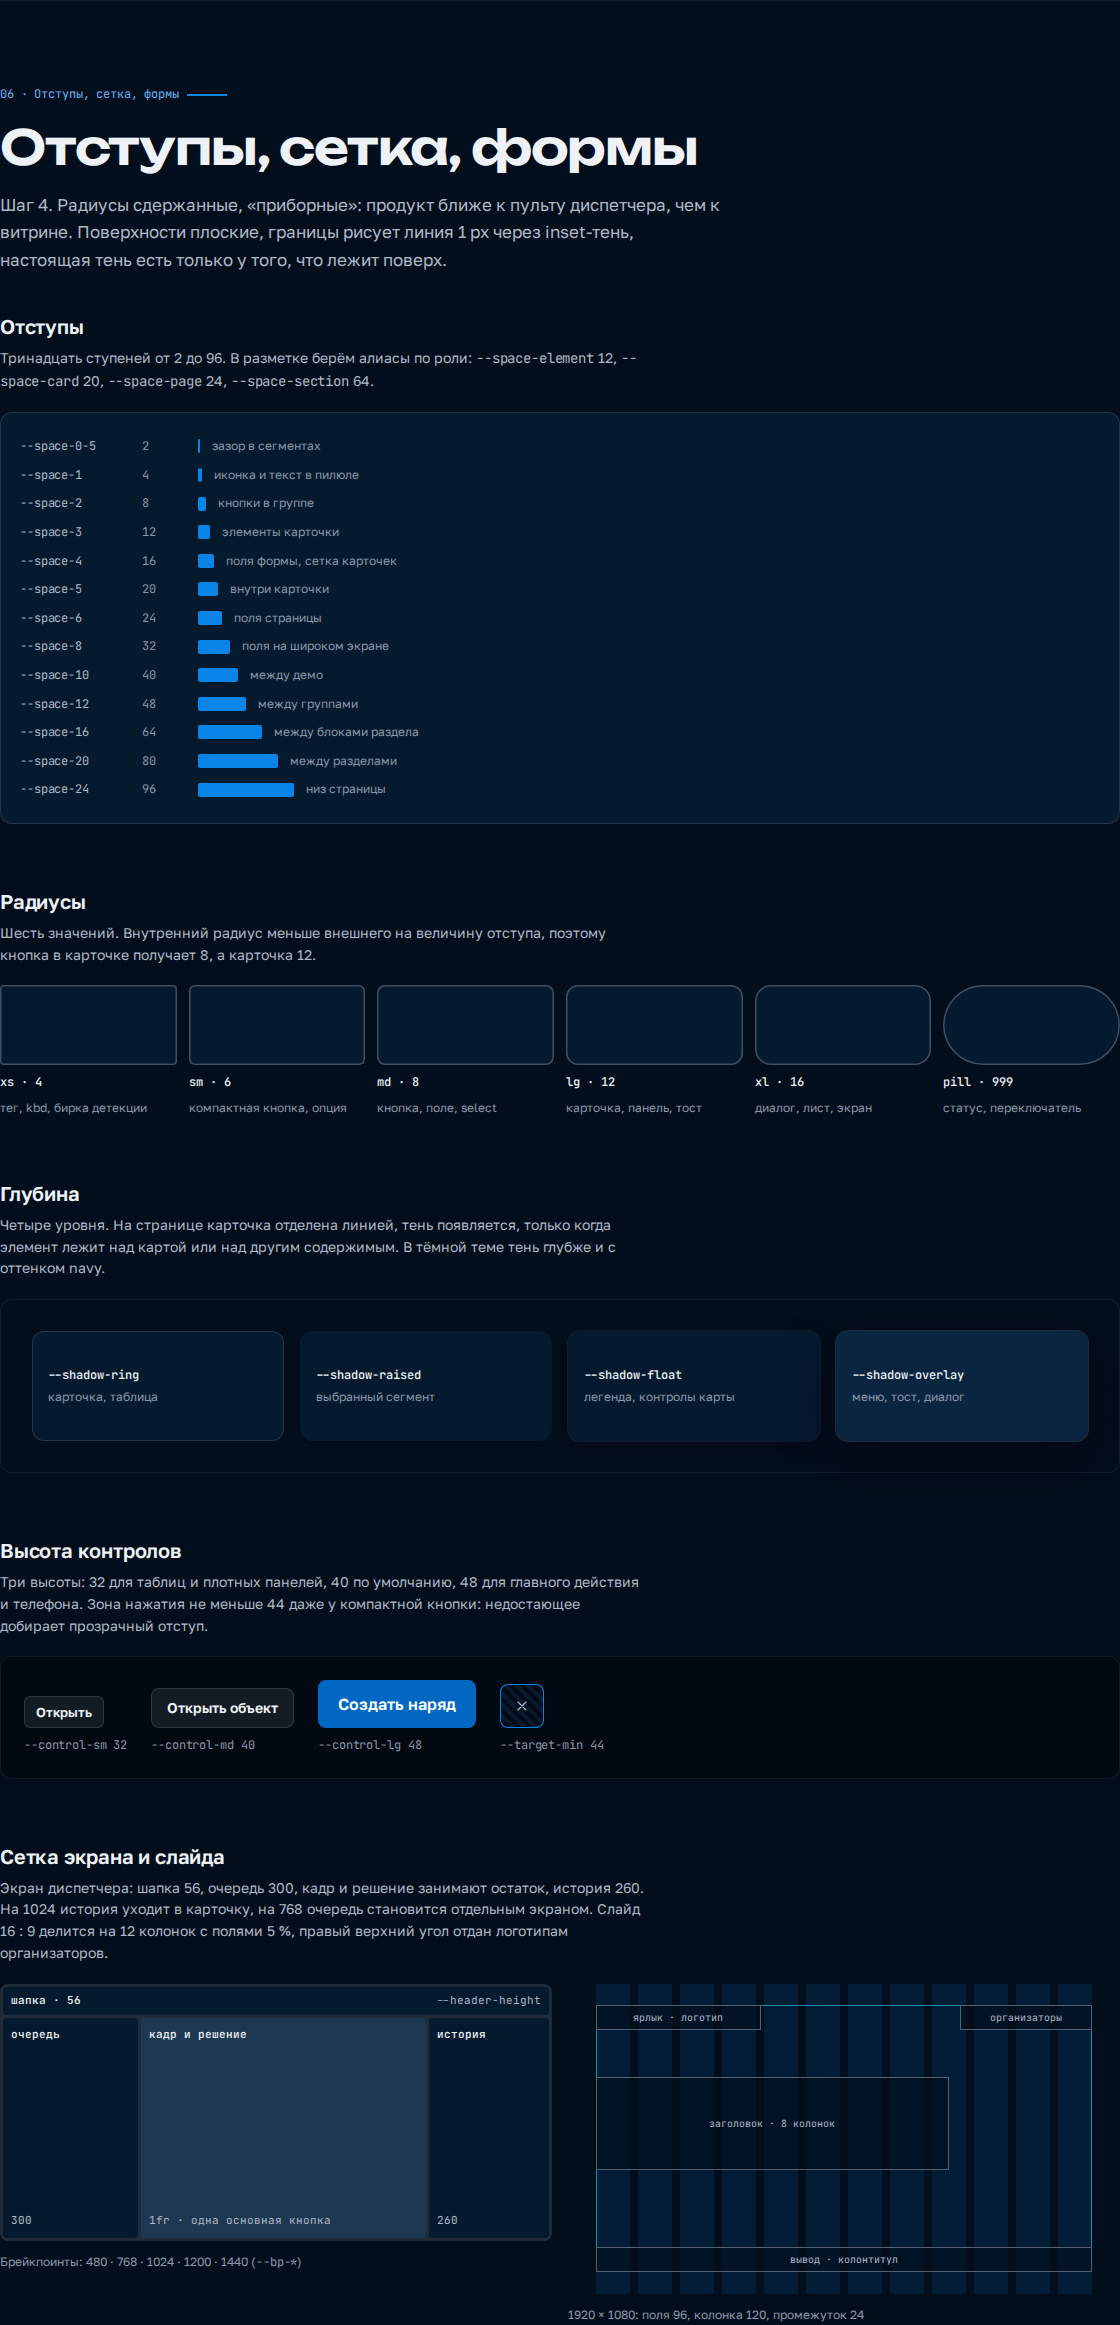 06 · Отступы, сетка, формы
Отступы, сетка, формы
Шаг 4. Радиусы сдержанные, «приборные»: продукт ближе к пульту диспетчера, чем к
витрине. Поверхности плоские, границы рисует линия 1 px через inset-тень,
настоящая тень есть только у того, что лежит поверх.
Отступы
Тринадцать ступеней от 2 до 96. В разметке берём алиасы по роли: --space-element 12, --
space-card 20, --space-page 24, --space-section 64.
--space-0-5 2 зазор в сегментах
--space-1 4 иконка и текст в пилюле
--space-2 8 кнопки в группе
--space-3 12 элементы карточки
--space-4 16 поля формы, сетка карточек
--space-5 20 внутри карточки
--space-6 24 поля страницы
--space-8 32 поля на широком экране
--space-10 40 между демо
--space-12 48 между группами
--space-16 64 между блоками раздела
--space-20 80 между разделами
--space-24 96 низ страницы
Радиусы
Шесть значений. Внутренний радиус меньше внешнего на величину отступа, поэтому
кнопка в карточке получает 8, а карточка 12.
xs · 4 sm · 6 md · 8 lg · 12 xl · 16 pill · 999
тег, kbd, бирка детекции компактная кнопка, опция кнопка, поле, select карточка, панель, тост диалог, лист, экран статус, переключатель
Глубина
Четыре уровня. На странице карточка отделена линией, тень появляется, только когда
элемент лежит над картой или над другим содержимым. В тёмной теме тень глубже и с
оттенком navy.
--shadow-ring --shadow-raised --shadow-float --shadow-overlay
карточка, таблица выбранный сегмент легенда, контролы карты меню, тост, диалог
Высота контролов
Три высоты: 32 для таблиц и плотных панелей, 40 по умолчанию, 48 для главного действия
и телефона. Зона нажатия не меньше 44 даже у компактной кнопки: недостающее
добирает прозрачный отступ.
Открыть Открыть объект Создать наряд ×
--control-sm 32 --control-md 40 --control-lg 48 --target-min 44
Сетка экрана и слайда
Экран диспетчера: шапка 56, очередь 300, кадр и решение занимают остаток, история 260.
На 1024 история уходит в карточку, на 768 очередь становится отдельным экраном. Слайд
16 : 9 делится на 12 колонок с полями 5 %, правый верхний угол отдан логотипам
организаторов.
шапка · 56 --header-height
очередь кадр и решение история
300 1fr · одна основная кнопка 260
Брейкпоинты: 480 · 768 · 1024 · 1200 · 1440 (--bp-*)
ярлык · логотип организаторы
заголовок · 8 колонок
вывод · колонтитул
1920 × 1080: поля 96, колонка 120, промежуток 24